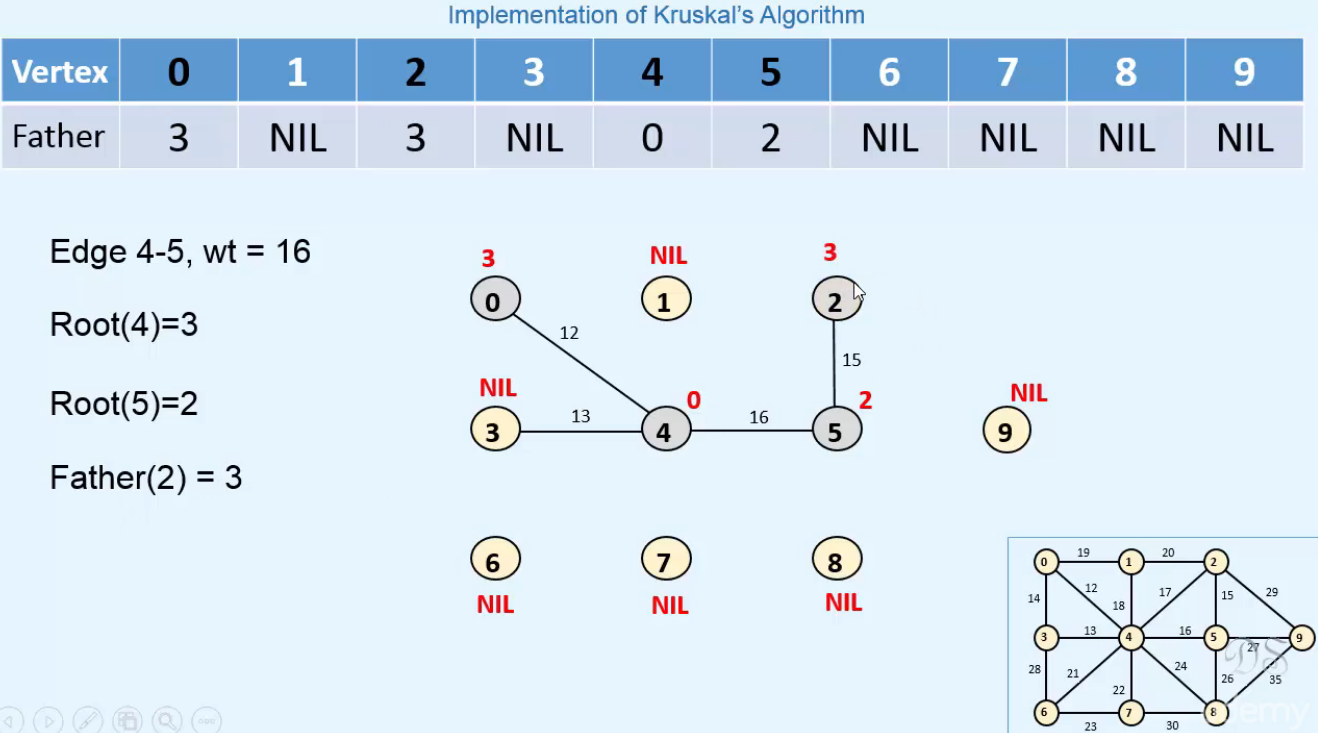 Implementation of Kruskal's Algorithm
Vertex 0 1 2 3 4 5 6 7 8 9
Father 3 NIL 3 NIL 0 2 NIL NIL NIL NIL
Edge 4-5, wt = 16
Root(4)=3
Root(5)=2
Father(2) = 3
3 NIL 3
0 1 2
12
15
NIL 0 2 NIL
13 16
3 4 5 9
6 7 8
NIL NIL NIL
19 20
0 1 2
14 12 18 17 15 29
13 16
3 4 5 9
27
28 21 22 24 26 35
6 7 8
23 30
DS
demy